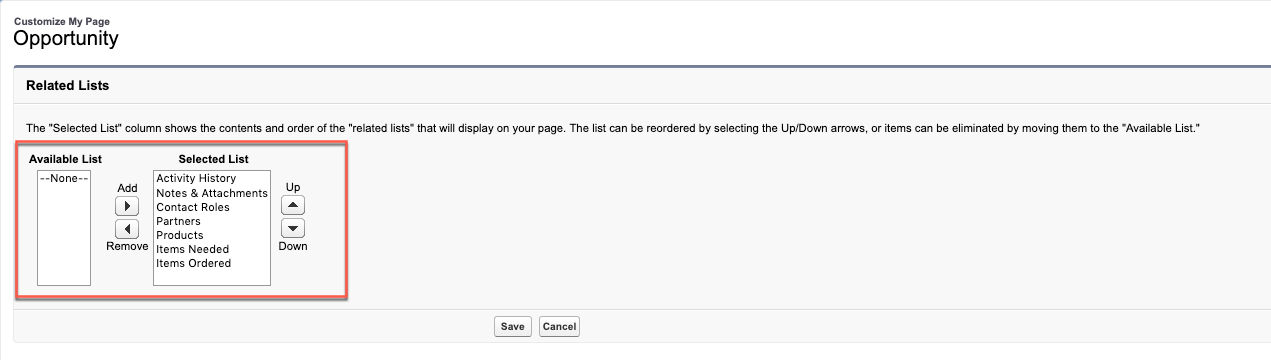 Customize My Page
Opportunity
Related Lists
The "Selected List" column shows the contents and order of the "related lists" that will display on your page. The list can be reordered by selecting the Up/Down arrows, or items can be eliminated by moving them to the "Available List."
Available List
--None--
Add
Remove
Selected List
Activity History
Notes & Attachments
Contact Roles
Partners
Products
Items Needed
Items Ordered
Up
Down
Save
Cancel